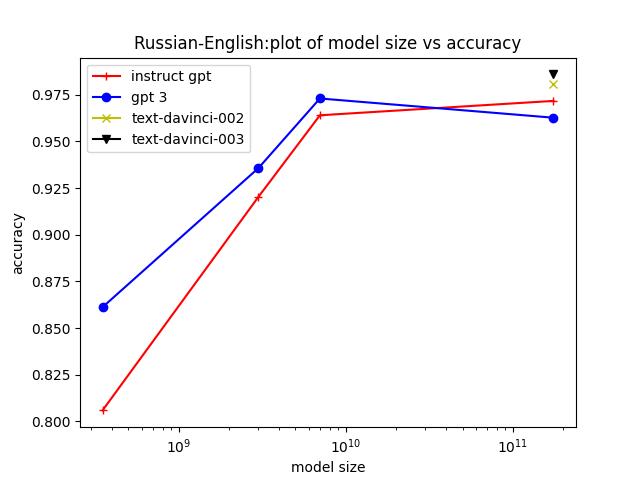 Russian-English:plot of model size vs accuracy
instruct gpt
gpt 3
text-davinci-002
text-davinci-003
0.975
0.950
0.925
0.900
0.875
0.850
0.825
0.800
accuracy
10⁹
10¹⁰
10¹¹
model size